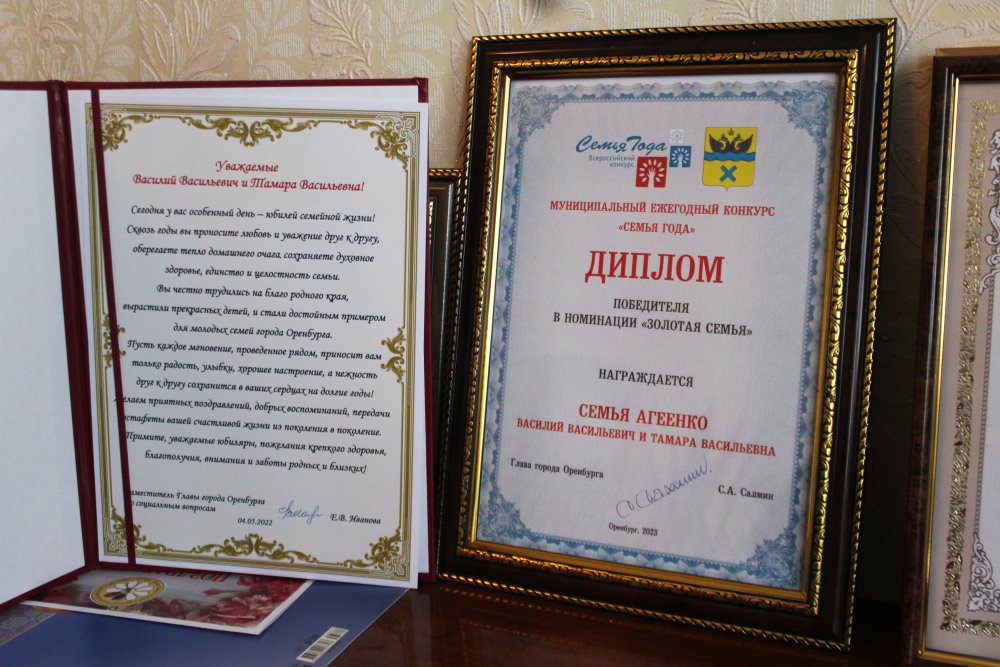 Уважаемые
Василий Васильевич и Тамара Васильевна!
Сегодня у вас особенный день – юбилей семейной жизни!
Сквозь годы вы проносите любовь и уважение друг к другу,
оберегаете тепло домашнего очага, сохраняете духовное
здоровье, единство и целостность семьи.
Вы честно трудились на благо родного края,
вырастили прекрасных детей, и стали достойным примером
для молодых семей города Оренбурга.
Пусть каждое мгновение, проведенное рядом, приносит вам
только радость, улыбки, хорошее настроение, а нежность
друг к другу сохранится в ваших сердцах на долгие годы!
Желаем приятных поздравлений, добрых воспоминаний, передачи
эстафеты вашей счастливой жизни из поколения в поколение.
Примите, уважаемые юбиляры, пожелания крепкого здоровья,
благополучия, внимания и заботы родных и близких!
заместитель Главы города Оренбурга
по социальным вопросам
04.05.2022
Е.В. Иванова
Семья Года
Всероссийский
конкурс
МУНИЦИПАЛЬНЫЙ ЕЖЕГОДНЫЙ КОНКУРС
«СЕМЬЯ ГОДА»
ДИПЛОМ
ПОБЕДИТЕЛЯ
В НОМИНАЦИИ «ЗОЛОТАЯ СЕМЬЯ»
НАГРАЖДАЕТСЯ
СЕМЬЯ АГЕЕНКО
ВАСИЛИЙ ВАСИЛЬЕВИЧ И ТАМАРА ВАСИЛЬЕВНА
Глава города Оренбурга
С.А. Салмин
Оренбург, 2023